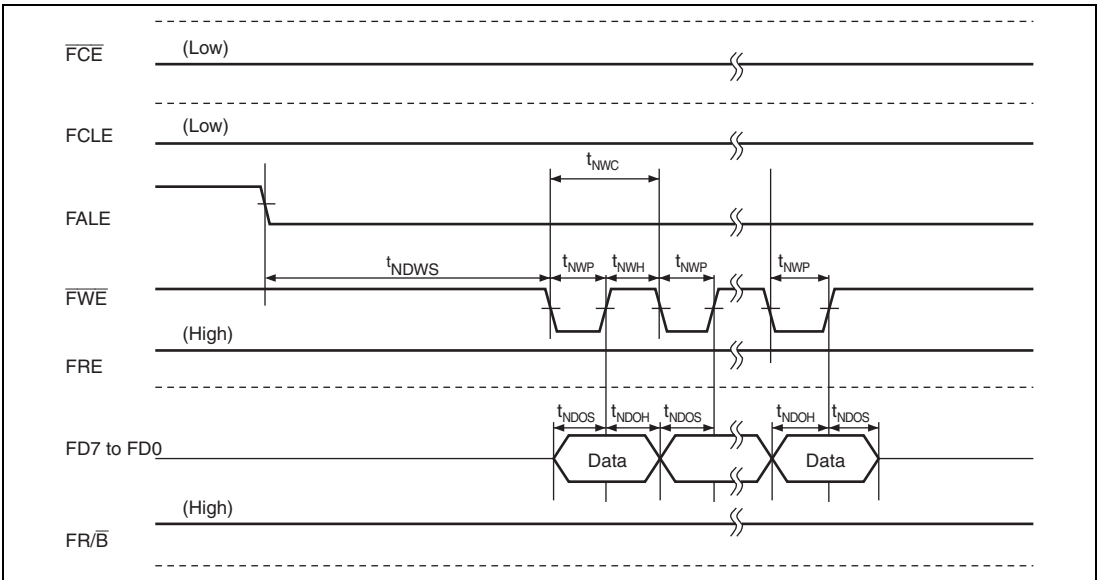 FCE (Low)
FCLE (Low)
tNWC
FALE
tNDWS tNWP tNWH tNWP tNWP
FWE
(High)
FRE
tNDOS tNDOH tNDOS tNDOH tNDOS
FD7 to FD0 Data Data
(High)
FR/B